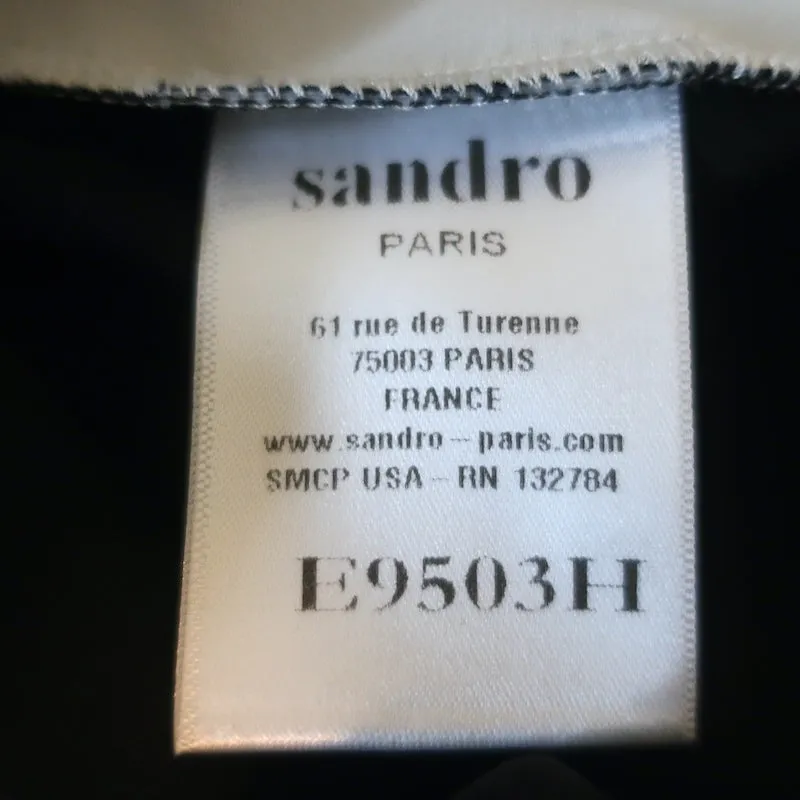 sandro
PARIS
61 rue de Turenne
75003 PARIS
FRANCE
www.sandro-paris.com
SMCP USA - RN 132784
E9503H